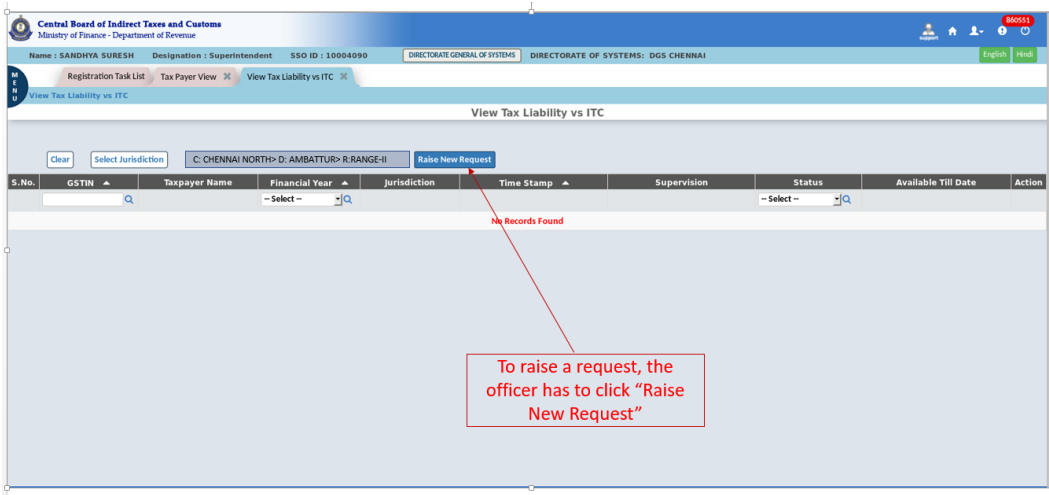 Central Board of Indirect Taxes and Customs
Ministry of Finance - Department of Revenue
support
860551
Name : SANDHYA SURESH Designation : Superintendent SSO ID : 10004090 DIRECTORATE GENERAL OF SYSTEMS DIRECTORATE OF SYSTEMS: DGS CHENNAI English Hindi
MENU
Registration Task List Tax Payer View View Tax Liability vs ITC
View Tax Liability vs ITC
View Tax Liability vs ITC
Clear Select Jurisdiction C: CHENNAI NORTH> D: AMBATTUR> R:RANGE-II Raise New Request
S.No. GSTIN Taxpayer Name Financial Year Jurisdiction Time Stamp Supervision Status Available Till Date Action
-- Select -- -- Select --
No Records Found
To raise a request, the
officer has to click “Raise
New Request”